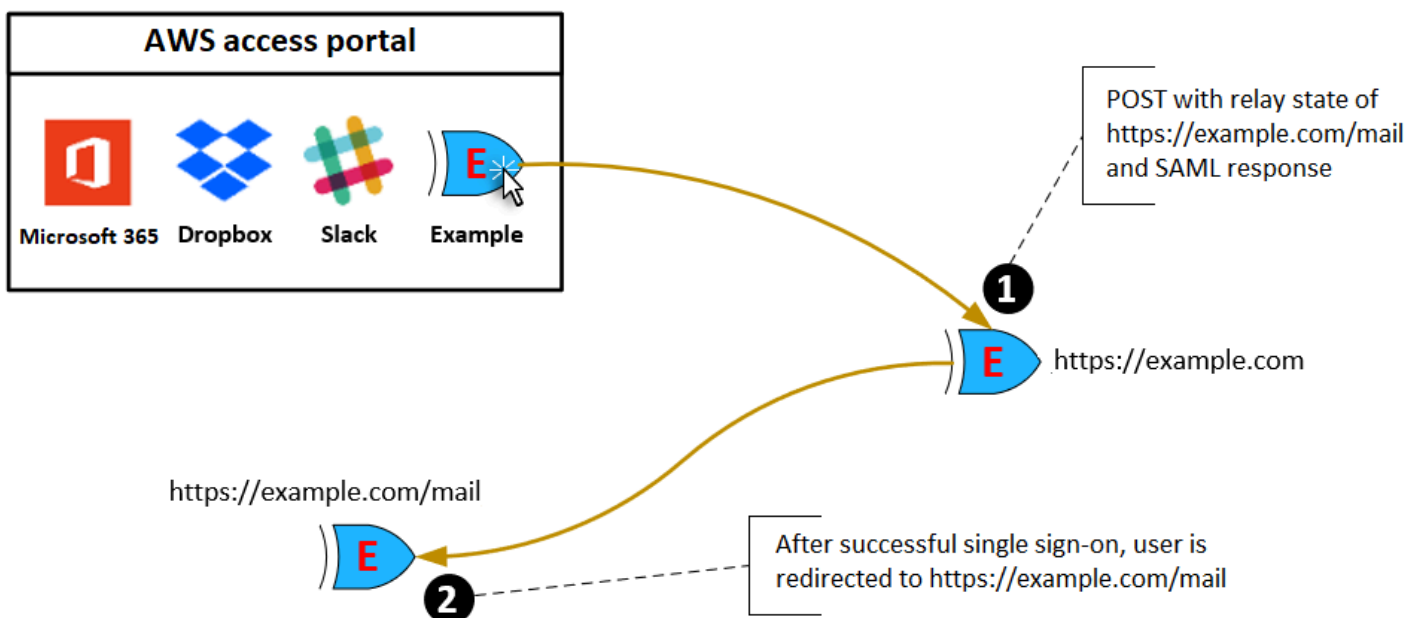 AWS access portal
Microsoft 365
Dropbox
Slack
E
Example
POST with relay state of
https://example.com/mail
and SAML response
1
E
https://example.com
https://example.com/mail
E
2
After successful single sign-on, user is
redirected to https://example.com/mail